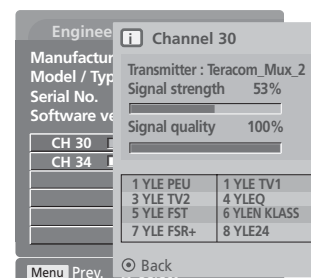 Enginee
Channel 30
Manufactur
Model / Typ
Serial No.
Software ve
CH 30
CH 34
Transmitter : Teracom_Mux_2
Signal strength 53%
Signal quality 100%
1 YLE PEU 1 YLE TV1
3 YLE TV2 4 YLEQ
5 YLE FST 6 YLEN KLASS
7 YLE FSR+ 8 YLE24
Back
Menu Prev.